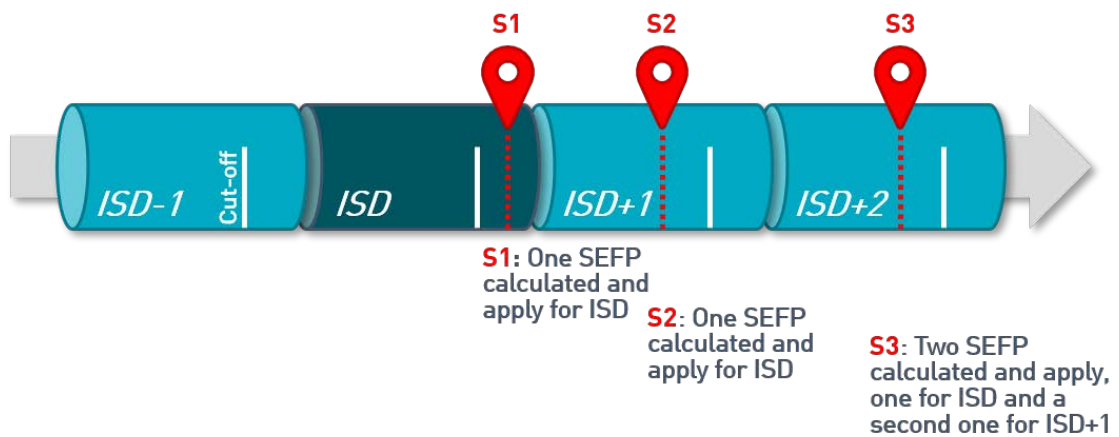 S1
S2
S3
ISD-1
Cut-off
ISD
ISD+1
ISD+2
S1: One SEFP
calculated and
apply for ISD
S2: One SEFP
calculated and
apply for ISD
S3: Two SEFP
calculated and apply,
one for ISD and a
second one for ISD+1